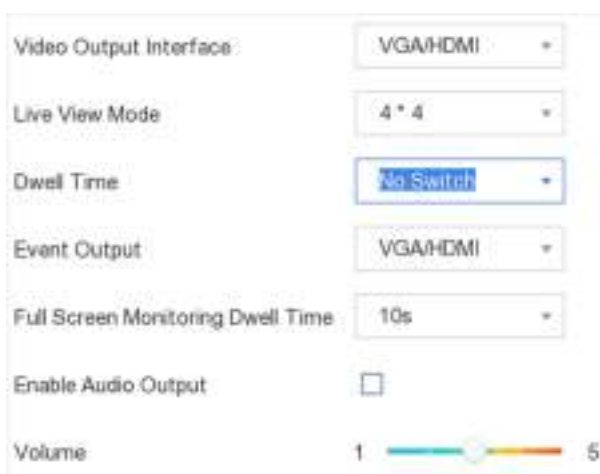 Video Output Interface VGA/HDMI
Live View Mode 4 * 4
Dwell Time No Switch
Event Output VGA/HDMI
Full Screen Monitoring Dwell Time 10s
Enable Audio Output
Volume 1 5